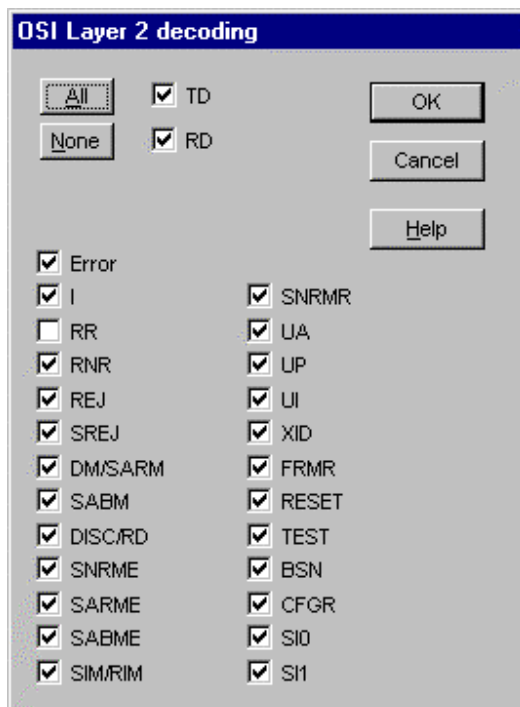 OSI Layer 2 decoding
All TD OK
None RD Cancel
Help
Error
I SNRMR
RR UA
RNR UP
REJ UI
SREJ XID
DM/SARM FRMR
SABM RESET
DISC/RD TEST
SNRME BSN
SARME CFGR
SABME SI0
SIM/RIM SI1